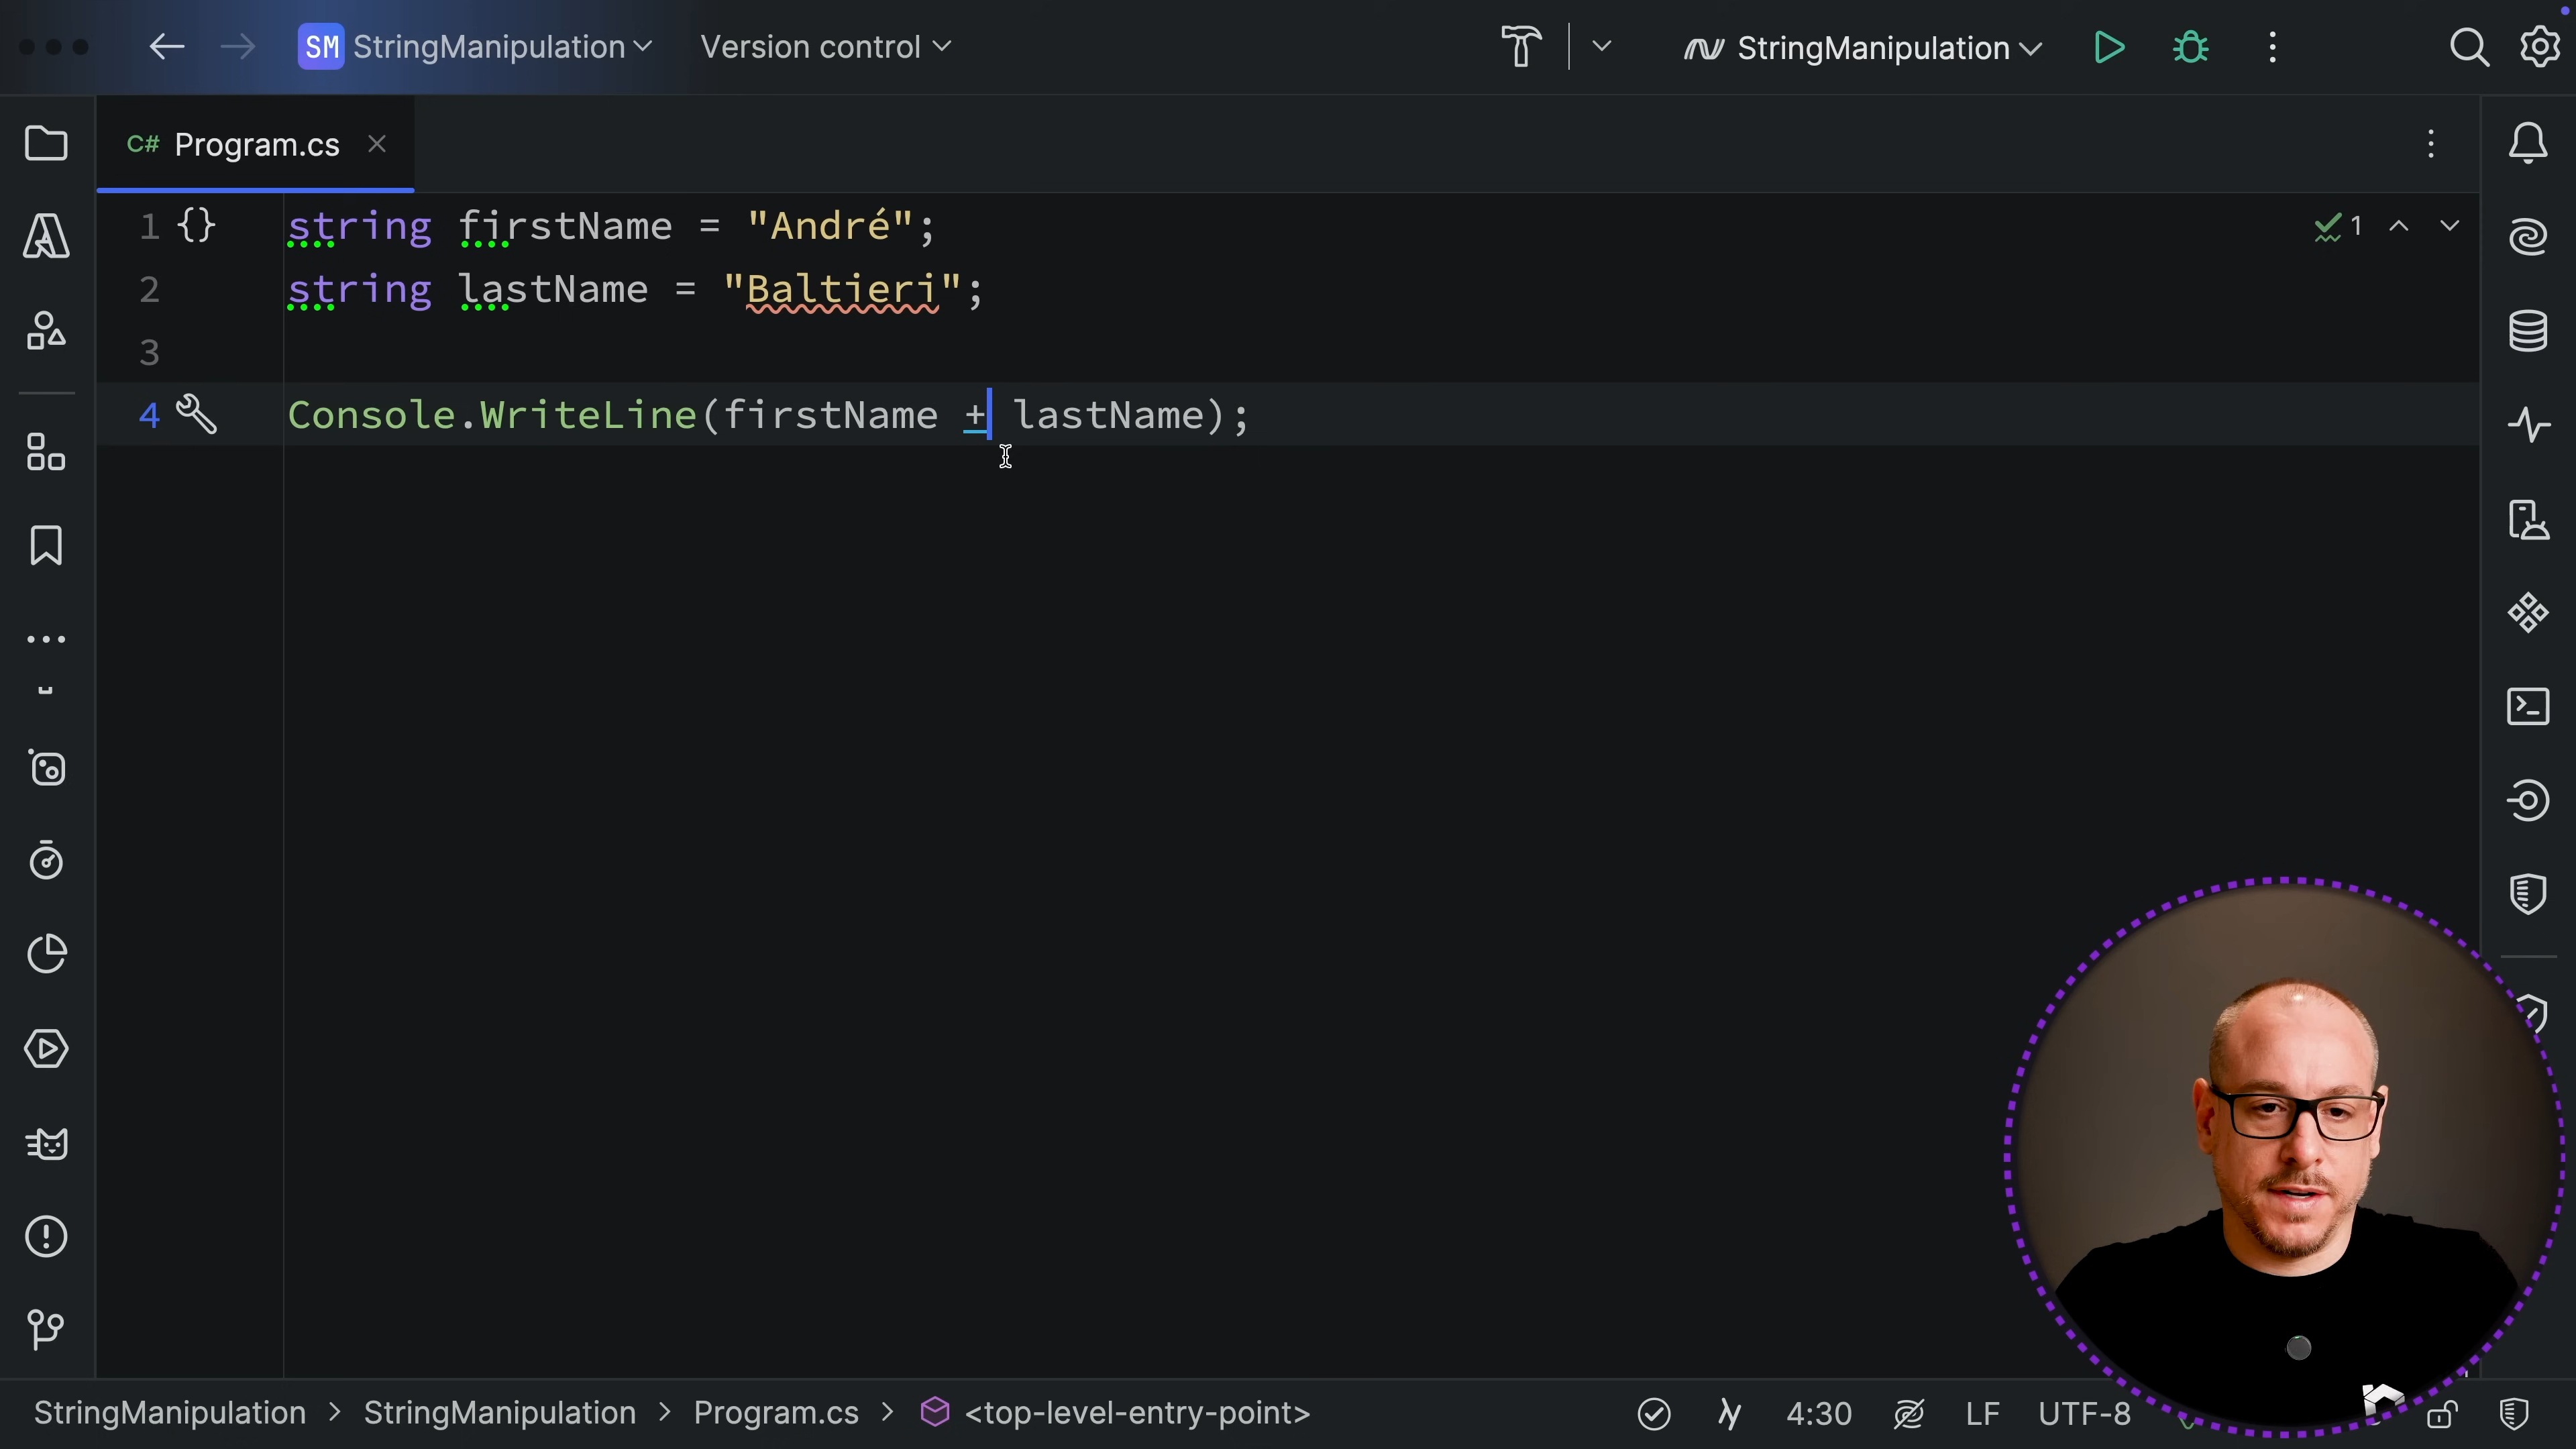 SM StringManipulation Version control StringManipulation
C# Program.cs
1 {} string firstName = "André"; 1
2 string lastName = "Baltieri";
3
4 Console.WriteLine(firstName + lastName);
StringManipulation > StringManipulation > Program.cs > <top-level-entry-point> 4:30 LF UTF-8